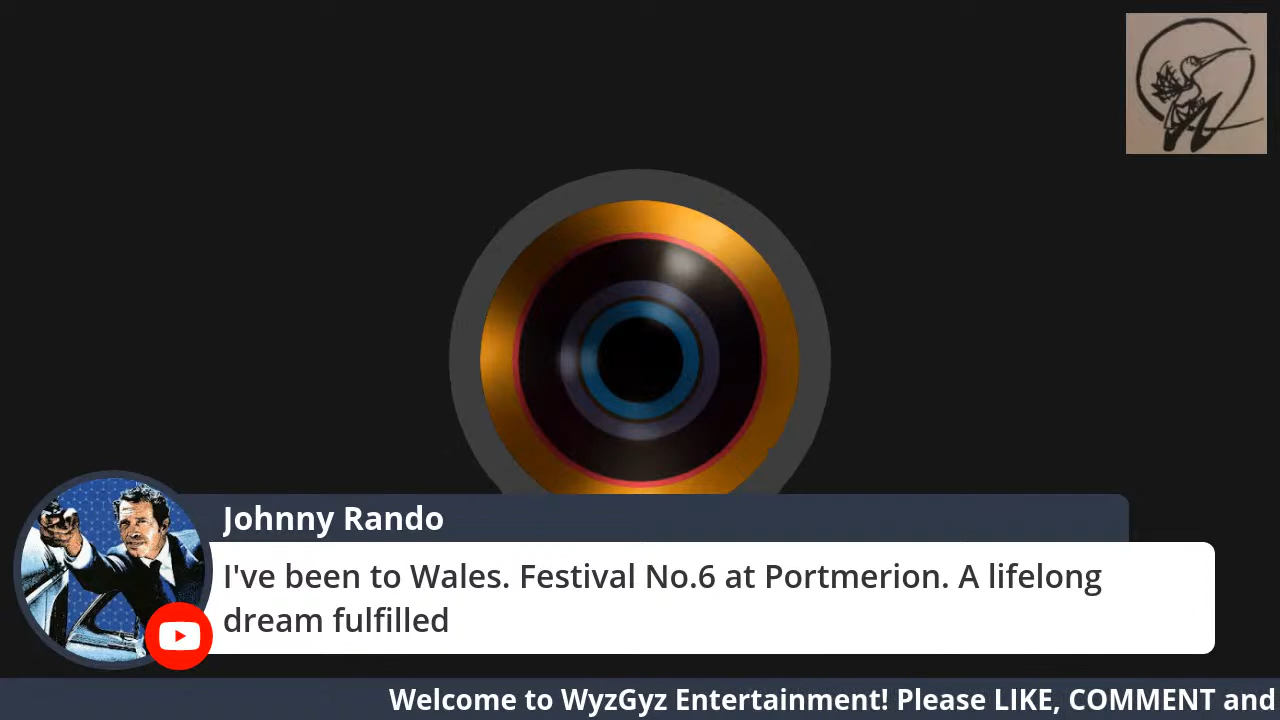 Johnny Rando
I've been to Wales. Festival No.6 at Portmerion. A lifelong
dream fulfilled
Welcome to WyzGyz Entertainment! Please LIKE, COMMENT and